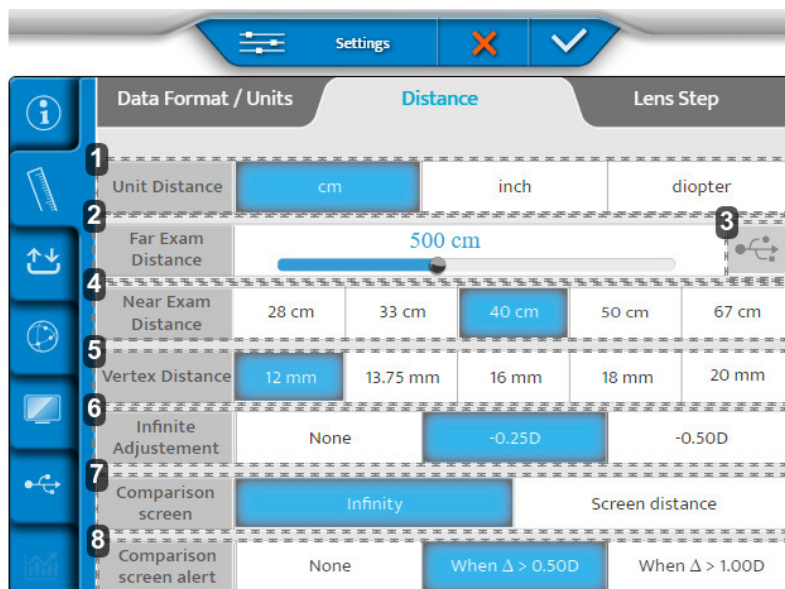 Settings
Data Format / Units
Distance
Lens Step
1
Unit Distance
cm
inch
diopter
2
Far Exam
Distance
500 cm
3
4
Near Exam
Distance
28 cm
33 cm
40 cm
50 cm
67 cm
5
Vertex Distance
12 mm
13.75 mm
16 mm
18 mm
20 mm
6
Infinite
Adjustement
None
-0.25D
-0.50D
7
Comparison
screen
Infinity
Screen distance
8
Comparison
screen alert
None
When Δ > 0.50D
When Δ > 1.00D